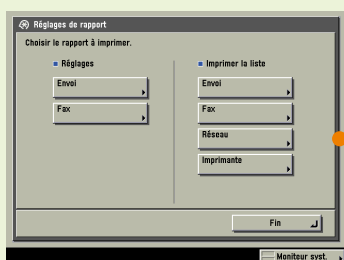 Réglages de rapport
Choisir le rapport à imprimer.
Réglages
Envoi
Fax
Imprimer la liste
Envoi
Fax
Réseau
Imprimante
Fin
Moniteur syst.